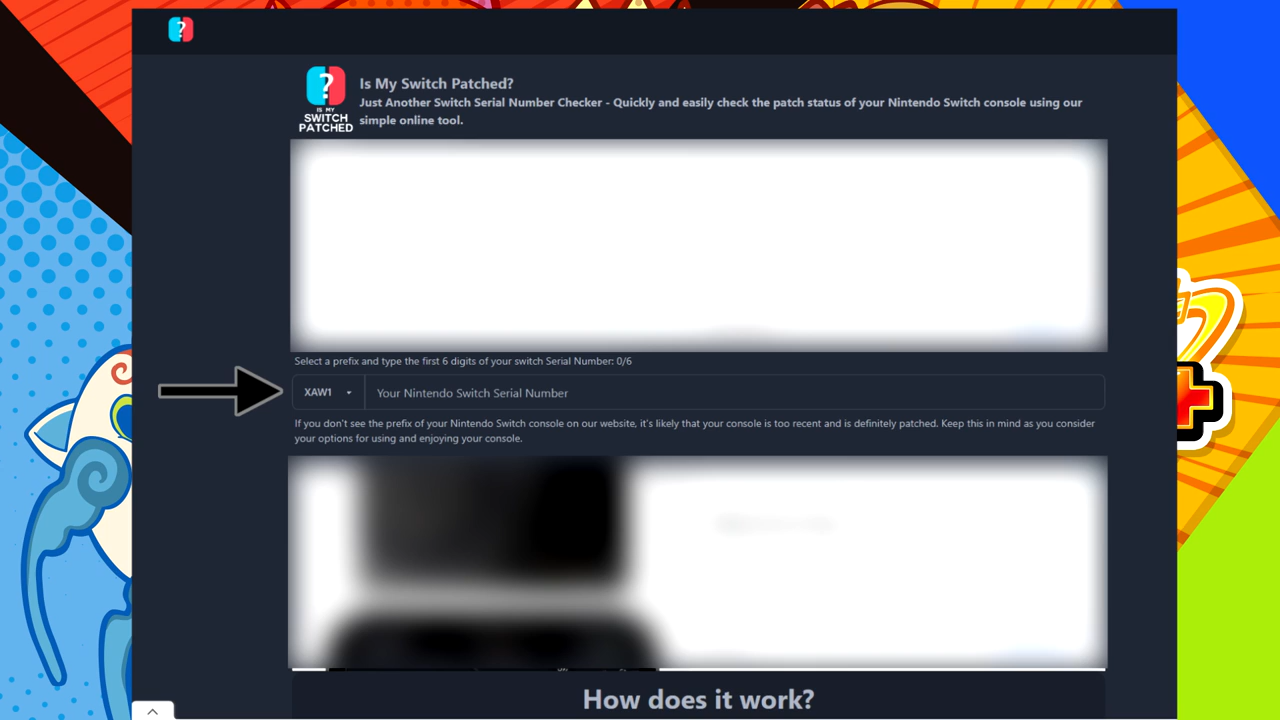 ?
?
IS MY
SWITCH
PATCHED
Is My Switch Patched?
Just Another Switch Serial Number Checker - Quickly and easily check the patch status of your Nintendo Switch console using our
simple online tool.
Select a prefix and type the first 6 digits of your switch Serial Number: 0/6
XAW1
Your Nintendo Switch Serial Number
If you don't see the prefix of your Nintendo Switch console on our website, it's likely that your console is too recent and is definitely patched. Keep this in mind as you consider
your options for using and enjoying your console.
How does it work?